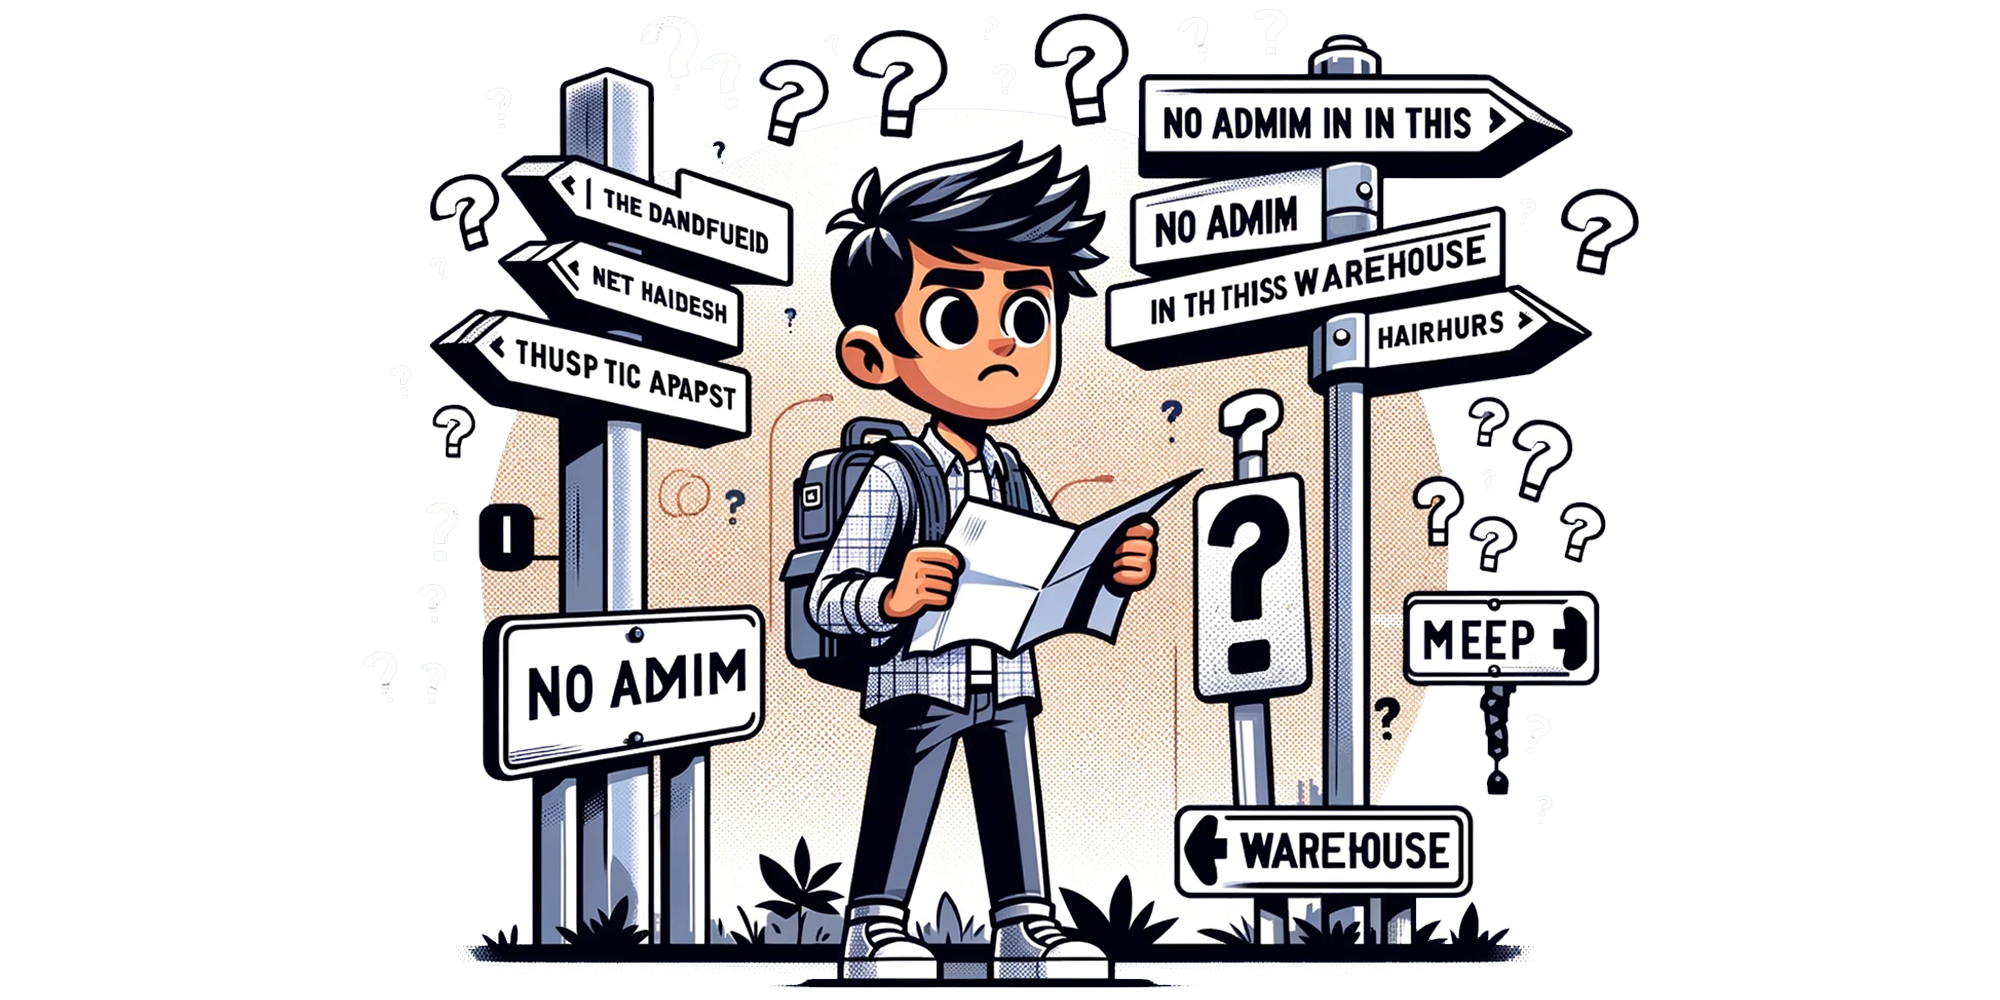 THE DANDFUEID
NET HAIDESH
THUSP TIC APAPST
NO ADMIM
NO ADMIM IN IN THIS
NO ADMIM
IN TH THISS WAREHOUSE
HAIRHURS
?
MEEP
WAREHOUSE